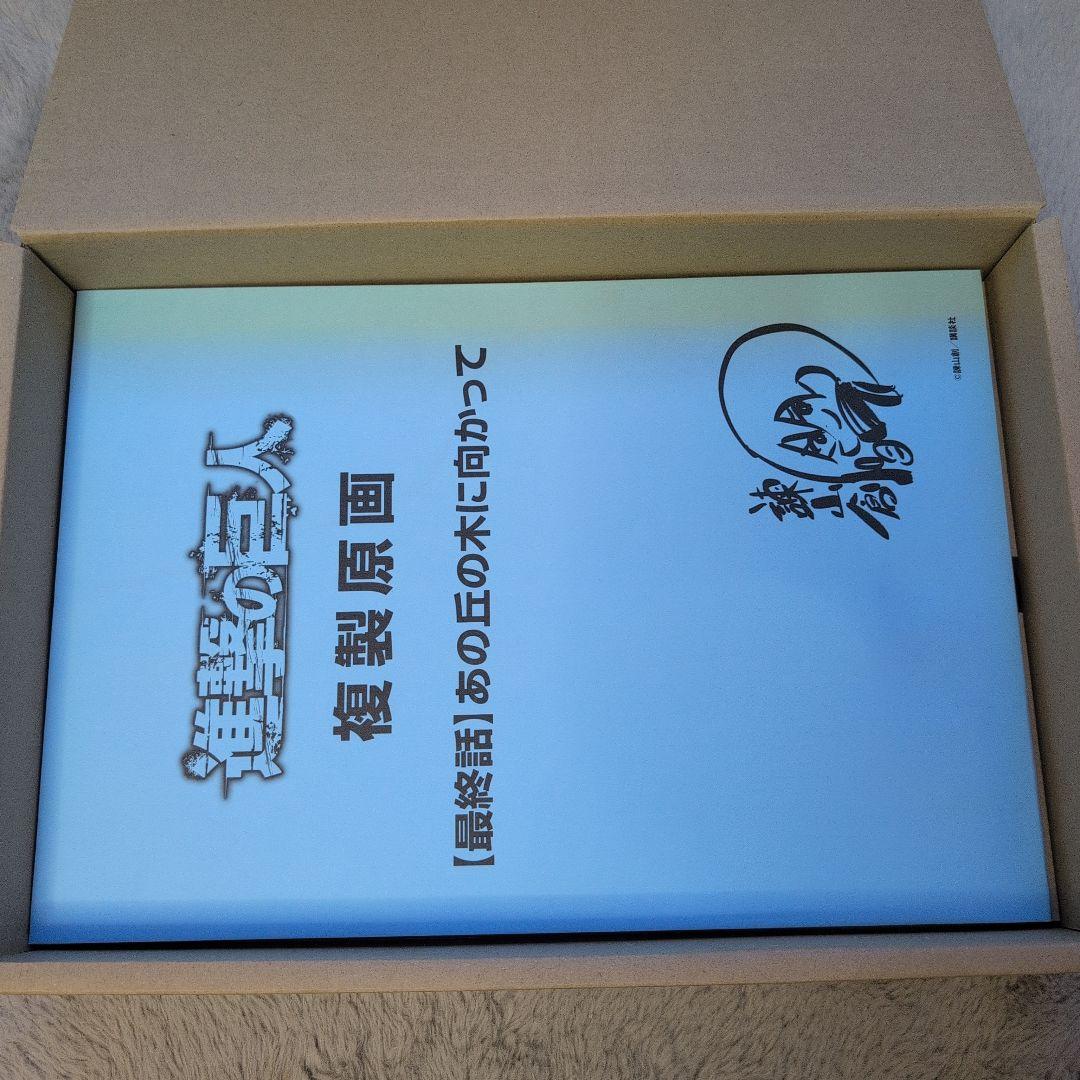 進撃の巨人
複製原画
【最終話】あの丘の木に向かって
諫山創
©諫山創／講談社